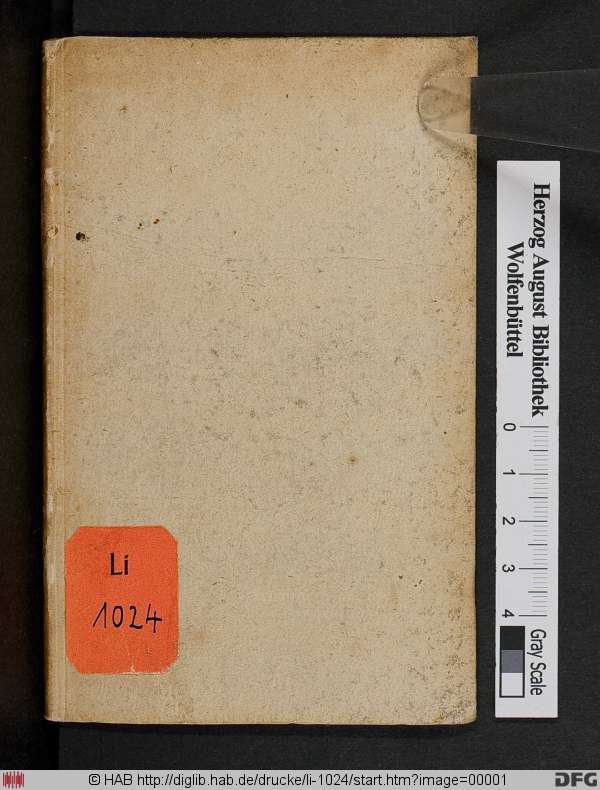 Li
1024
Herzog August Bibliothek
Wolfenbüttel
0
1
2
3
4
Gray Scale
© HAB http://diglib.hab.de/drucke/li-1024/start.htm?image=00001
DFG